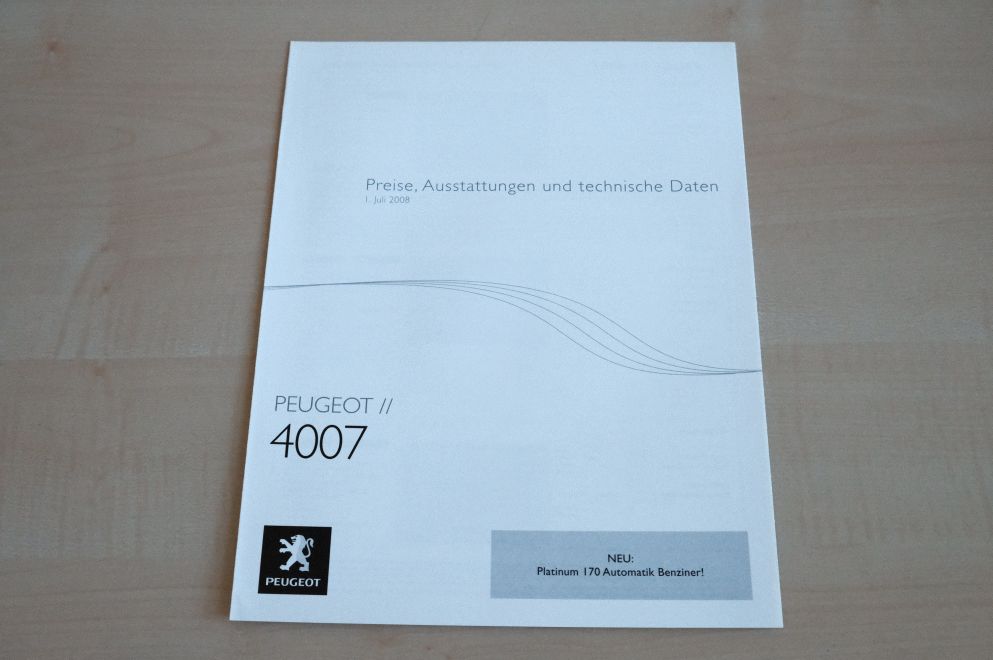 Preise, Ausstattungen und technische Daten
1. Juli 2008
PEUGEOT //
4007
PEUGEOT
NEU:
Platinum 170 Automatik Benziner!